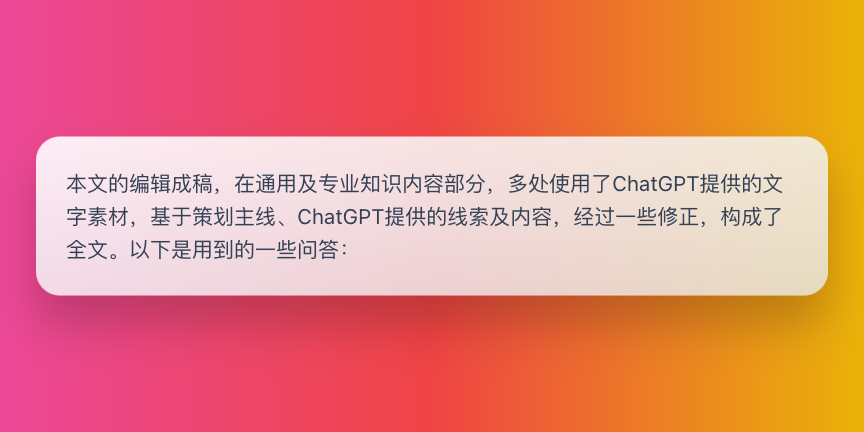 本文的编辑成稿，在通用及专业知识内容部分，多处使用了ChatGPT提供的文
字素材，基于策划主线、ChatGPT提供的线索及内容，经过一些修正，构成了
全文。以下是用到的一些问答：